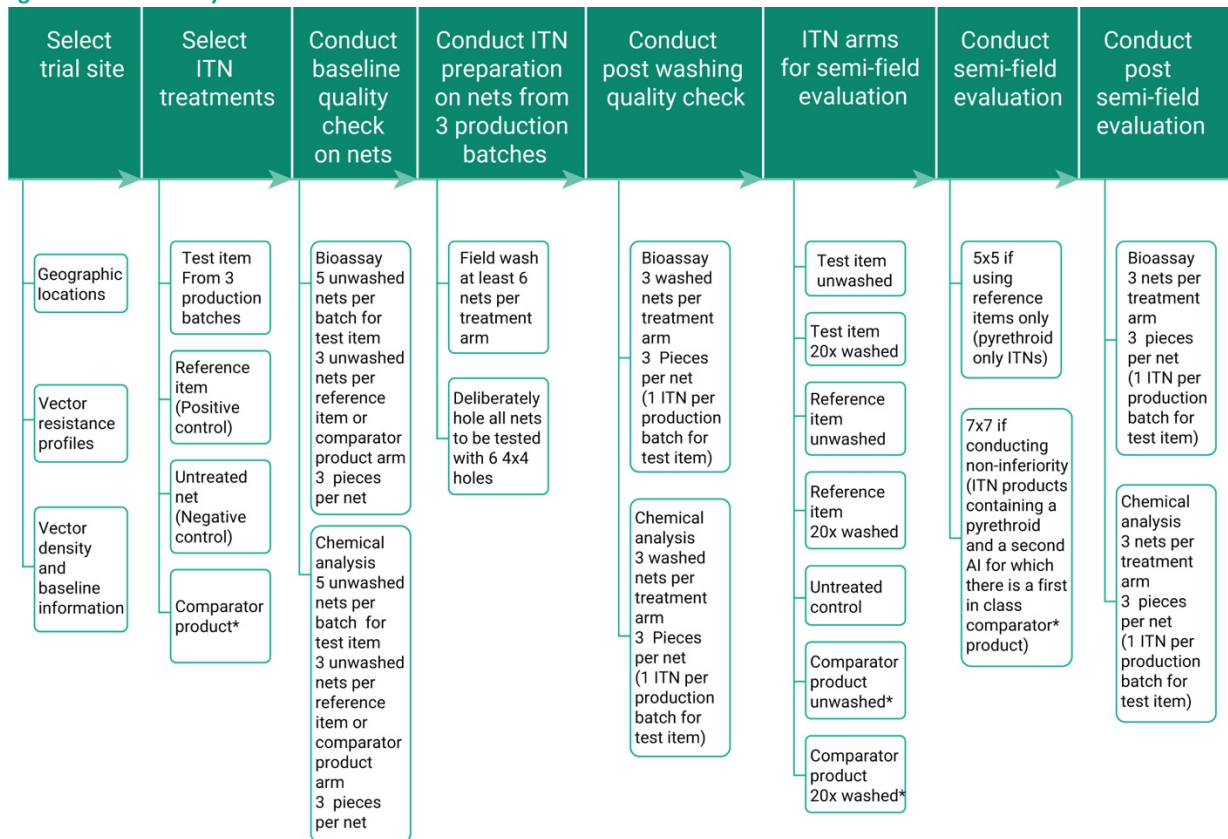 Select
trial site
Select
ITN
treatments
Conduct
baseline
quality
check
on nets
Conduct ITN
preparation
on nets from
3 production
batches
Conduct
post washing
quality check
ITN arms
for semi-field
evaluation
Conduct
semi-field
evaluation
Conduct
post
semi-field
evaluation
Geographic
locations
Vector
resistance
profiles
Vector
density
and
baseline
information
Test item
From 3
production
batches
Reference
item
(Positive
control)
Untreated
net
(Negative
control)
Comparator
product*
Bioassay
5 unwashed
nets per
batch for
test item
3 unwashed
nets per
reference
item or
comparator
product arm
3 pieces
per net
Chemical
analysis
5 unwashed
nets per
batch for
test item
3 unwashed
nets per
reference
item or
comparator
product
arm
3 pieces
per net
Field wash
at least 6
nets per
treatment
arm
Deliberately
hole all nets
to be tested
with 6 4x4
holes
Bioassay
3 washed
nets per
treatment
arm
3 Pieces
per net
(1 ITN per
production
batch for
test item)
Chemical
analysis
3 washed
nets per
treatment
arm
3 Pieces
per net
(1 ITN per
production
batch for
test item)
Test item
unwashed
Test item
20x washed
Reference
item
unwashed
Reference
item
20x washed
Untreated
control
Comparator
product
unwashed*
Comparator
product
20x washed*
5x5 if
using
reference
items only
(pyrethroid
only ITNs)
7x7 if
conducting
non-inferiority
(ITN products
containing a
pyrethroid
and a second
AI for which
there is a first
in class
comparator*
product)
Bioassay
3 nets per
treatment
arm
3 pieces
per net
(1 ITN per
production
batch for
test item)
Chemical
analysis
3 nets per
treatment
arm
3 pieces
per net
(1 ITN per
production
batch for
test item)